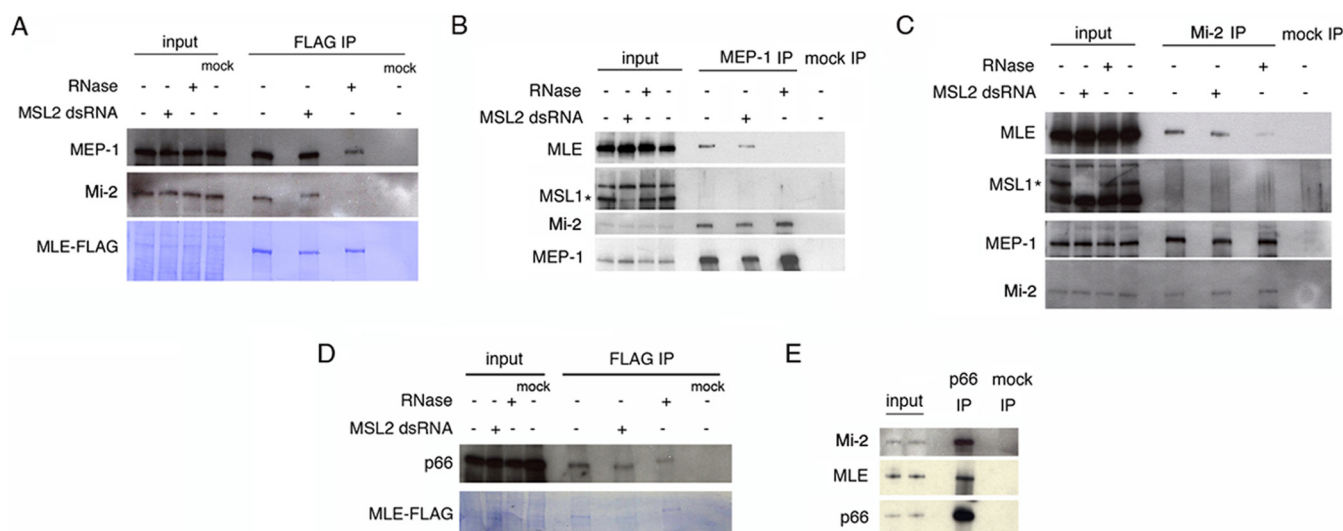 A
input
FLAG IP
mock
mock
RNase
- - + - - - + -
MSL2 dsRNA
- + - - - + - -
MEP-1
Mi-2
MLE-FLAG
B
input
MEP-1 IP
mock IP
RNase
- - + - - - + -
MSL2 dsRNA
- + - - - + - -
MLE
MSL1*
Mi-2
MEP-1
C
input
Mi-2 IP
mock IP
RNase
- - + - - - + -
MSL2 dsRNA
- + - - - + - -
MLE
MSL1*
MEP-1
Mi-2
D
input
FLAG IP
mock
mock
RNase
- - + - - - + -
MSL2 dsRNA
- + - - - + - -
p66
MLE-FLAG
E
input
p66
IP
mock
IP
Mi-2
MLE
p66